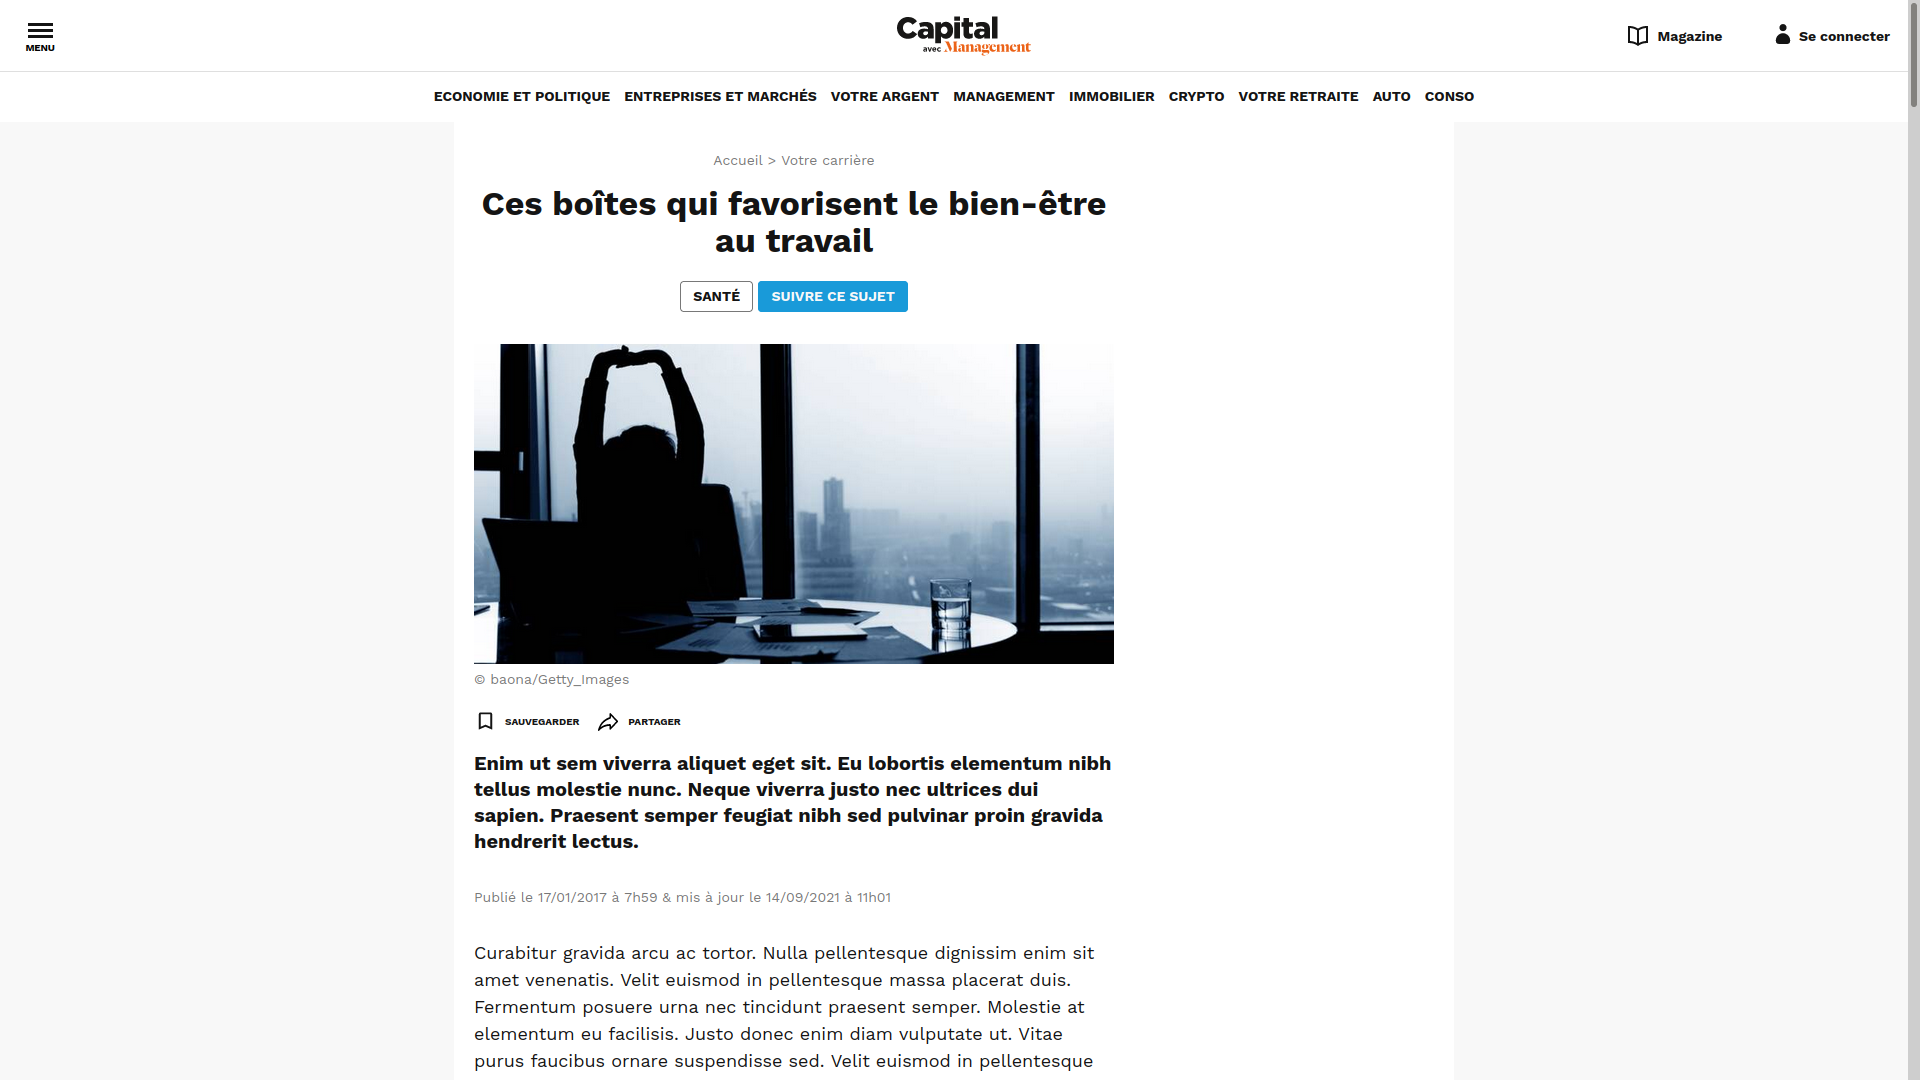 MENU
Capital
avec Management
Magazine
Se connecter
ECONOMIE ET POLITIQUE ENTREPRISES ET MARCHÉS VOTRE ARGENT MANAGEMENT IMMOBILIER CRYPTO VOTRE RETRAITE AUTO CONSO
Accueil > Votre carrière
Ces boîtes qui favorisent le bien-être
au travail
SANTÉ SUIVRE CE SUJET
© baona/Getty_Images
SAUVEGARDER PARTAGER
Enim ut sem viverra aliquet eget sit. Eu lobortis elementum nibh
tellus molestie nunc. Neque viverra justo nec ultrices dui
sapien. Praesent semper feugiat nibh sed pulvinar proin gravida
hendrerit lectus.
Publié le 17/01/2017 à 7h59 & mis à jour le 14/09/2021 à 11h01
Curabitur gravida arcu ac tortor. Nulla pellentesque dignissim enim sit
amet venenatis. Velit euismod in pellentesque massa placerat duis.
Fermentum posuere urna nec tincidunt praesent semper. Molestie at
elementum eu facilisis. Justo donec enim diam vulputate ut. Vitae
purus faucibus ornare suspendisse sed. Velit euismod in pellentesque